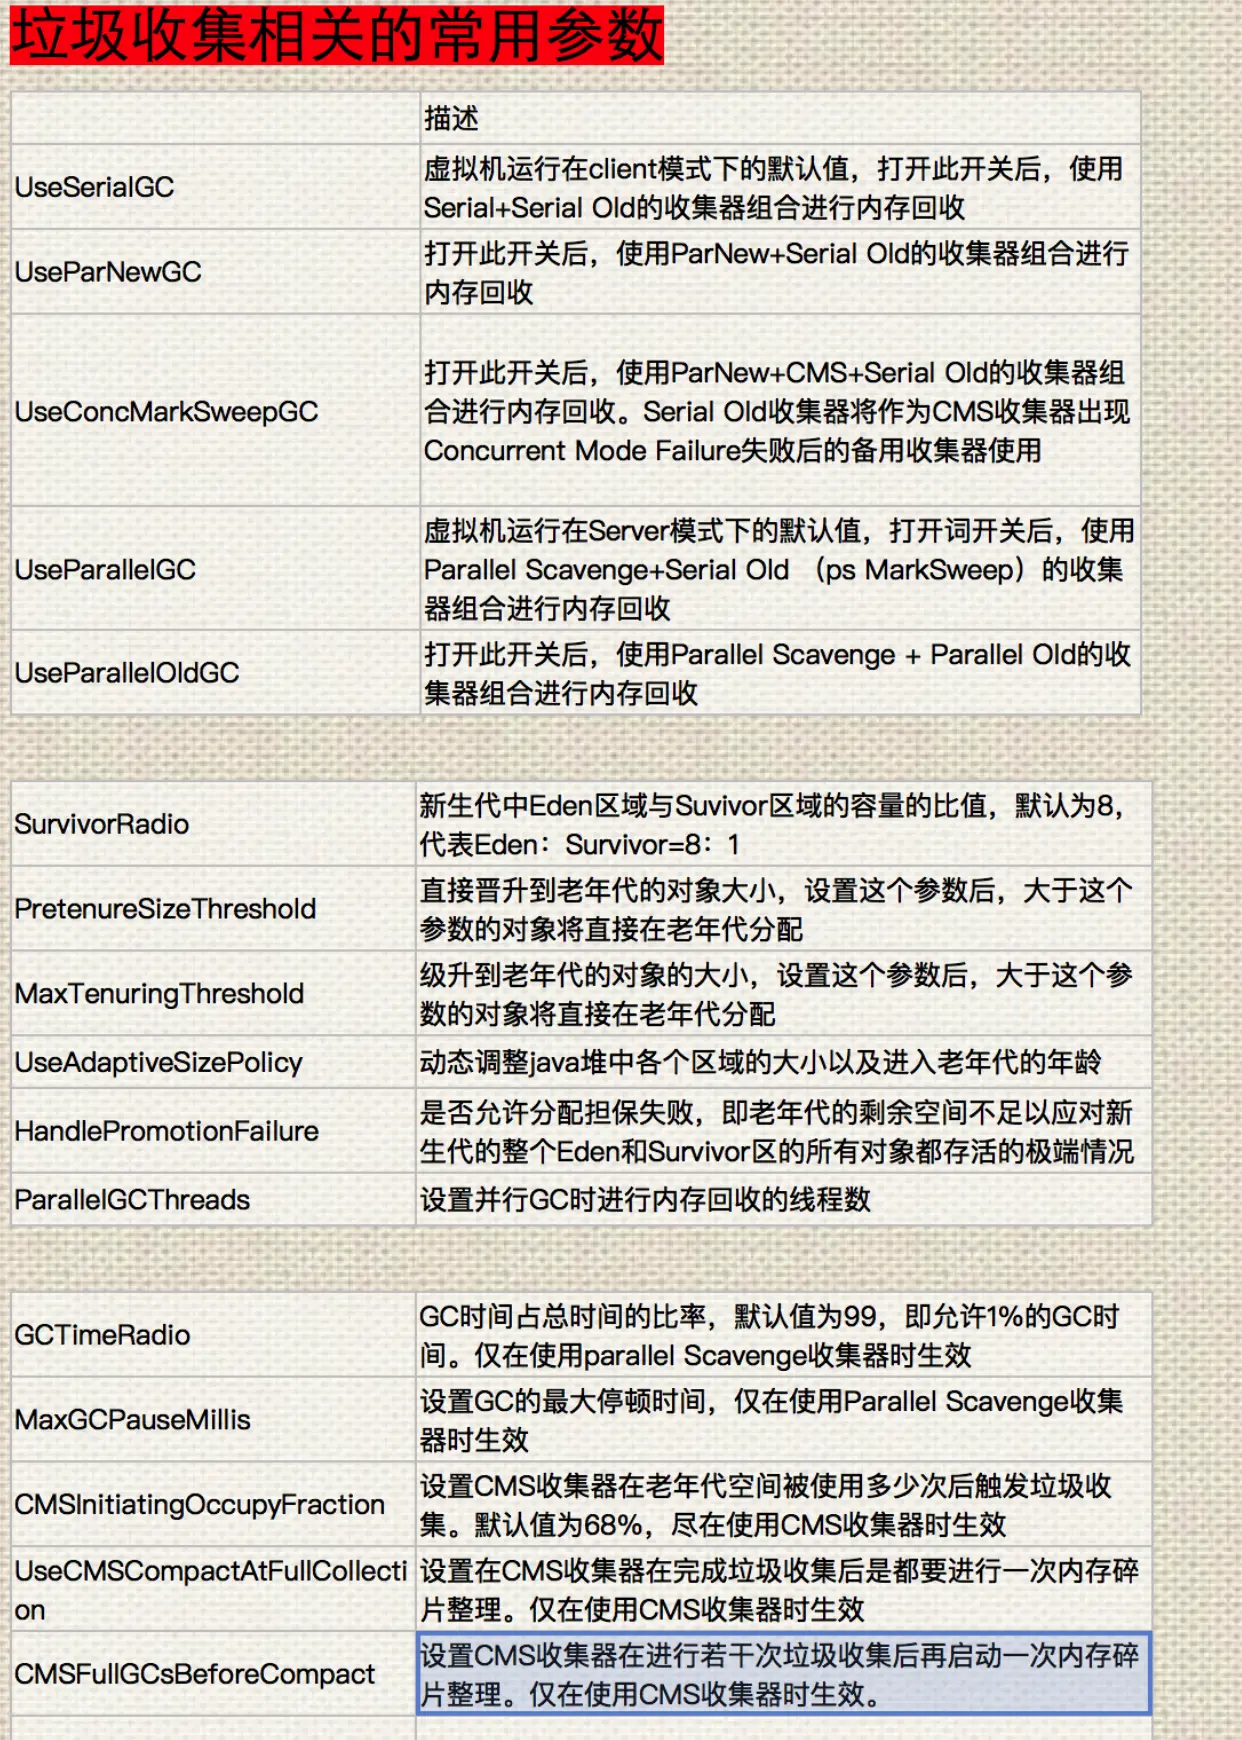 垃圾收集相关的常用参数
描述
UseSerialGC
虚拟机运行在client模式下的默认值，打开此开关后，使用
Serial+Serial Old的收集器组合进行内存回收
UseParNewGC
打开此开关后，使用ParNew+Serial Old的收集器组合进行
内存回收
UseConcMarkSweepGC
打开此开关后，使用ParNew+CMS+Serial Old的收集器组
合进行内存回收。Serial Old收集器将作为CMS收集器出现
Concurrent Mode Failure失败后的备用收集器使用
UseParallelGC
虚拟机运行在Server模式下的默认值，打开词开关后，使用
Parallel Scavenge+Serial Old （ps MarkSweep）的收集
器组合进行内存回收
UseParallelOldGC
打开此开关后，使用Parallel Scavenge + Parallel Old的收
集器组合进行内存回收
SurvivorRadio
新生代中Eden区域与Suvivor区域的容量的比值，默认为8，
代表Eden：Survivor=8：1
PretenureSizeThreshold
直接晋升到老年代的对象大小，设置这个参数后，大于这个
参数的对象将直接在老年代分配
MaxTenuringThreshold
级升到老年代的对象的大小，设置这个参数后，大于这个参
数的对象将直接在老年代分配
UseAdaptiveSizePolicy
动态调整java堆中各个区域的大小以及进入老年代的年龄
HandlePromotionFailure
是否允许分配担保失败，即老年代的剩余空间不足以应对新
生代的整个Eden和Survivor区的所有对象都存活的极端情况
ParallelGCThreads
设置并行GC时进行内存回收的线程数
GCTimeRadio
GC时间占总时间的比率，默认值为99，即允许1%的GC时
间。仅在使用parallel Scavenge收集器时生效
MaxGCPauseMillis
设置GC的最大停顿时间，仅在使用Parallel Scavenge收集
器时生效
CMSInitiatingOccupyFraction
设置CMS收集器在老年代空间被使用多少次后触发垃圾收
集。默认值为68%，尽在使用CMS收集器时生效
UseCMSCompactAtFullCollecti
on
设置在CMS收集器在完成垃圾收集后是都要进行一次内存碎
片整理。仅在使用CMS收集器时生效
CMSFullGCsBeforeCompact
设置CMS收集器在进行若干次垃圾收集后再启动一次内存碎
片整理。仅在使用CMS收集器时生效。